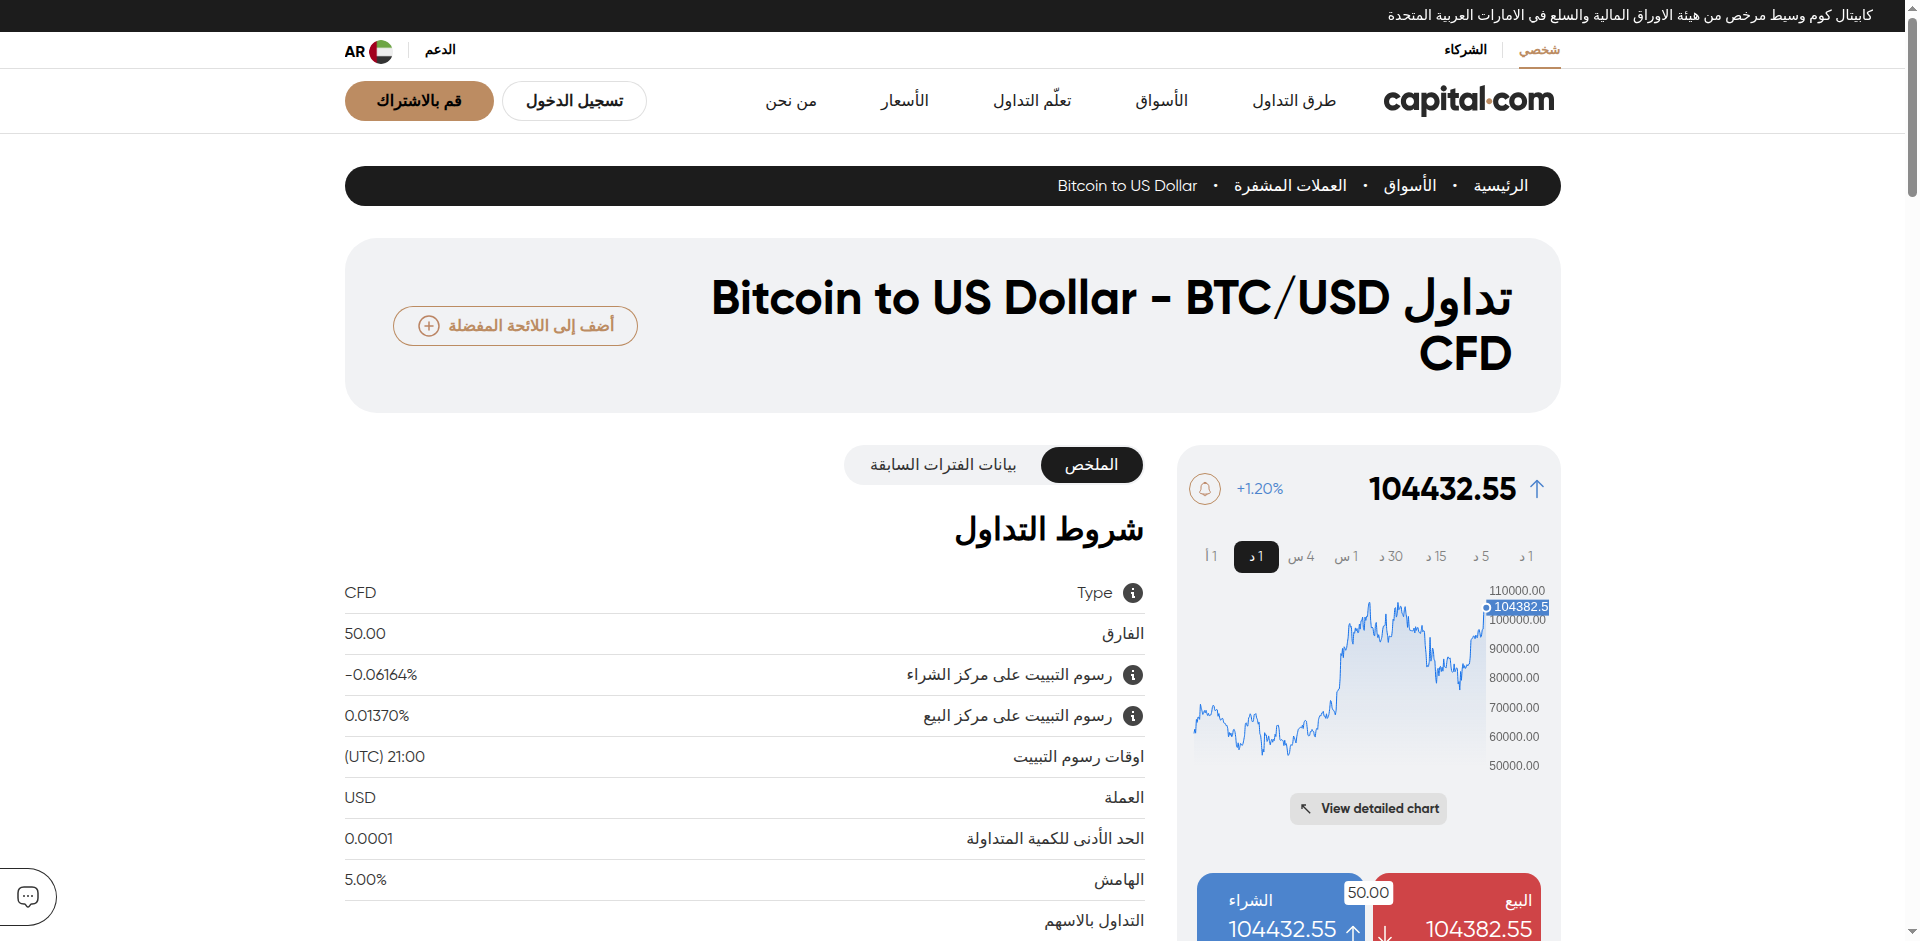 كابيتال كوم وسيط مرخص من هيئة الاوراق المالية والسلع في الامارات العربية المتحدة
شخصي
الشركاء
الدعم
AR
capital.com
طرق التداول
الأسواق
تعلّم التداول
الأسعار
من نحن
تسجيل الدخول
قم بالاشتراك
الرئيسية • الأسواق • العملات المشفرة • Bitcoin to US Dollar
تداول Bitcoin to US Dollar - BTC/USD
CFD
أضف إلى اللائحة المفضلة
104432.55
+1.20%
1 د
5 د
15 د
30 د
1 س
4 س
1 د
1 أ
110000.00
104382.5
100000.00
90000.00
80000.00
70000.00
60000.00
50000.00
View detailed chart
البيع
104382.55
50.00
الشراء
104432.55
الملخص
بيانات الفترات السابقة
شروط التداول
Type CFD
الفارق 50.00
رسوم التبييت على مركز الشراء -0.06164%
رسوم التبييت على مركز البيع 0.01370%
اوقات رسوم التبييت 21:00 (UTC)
العملة USD
الحد الأدنى للكمية المتداولة 0.0001
الهامش 5.00%
التداول بالاسهم